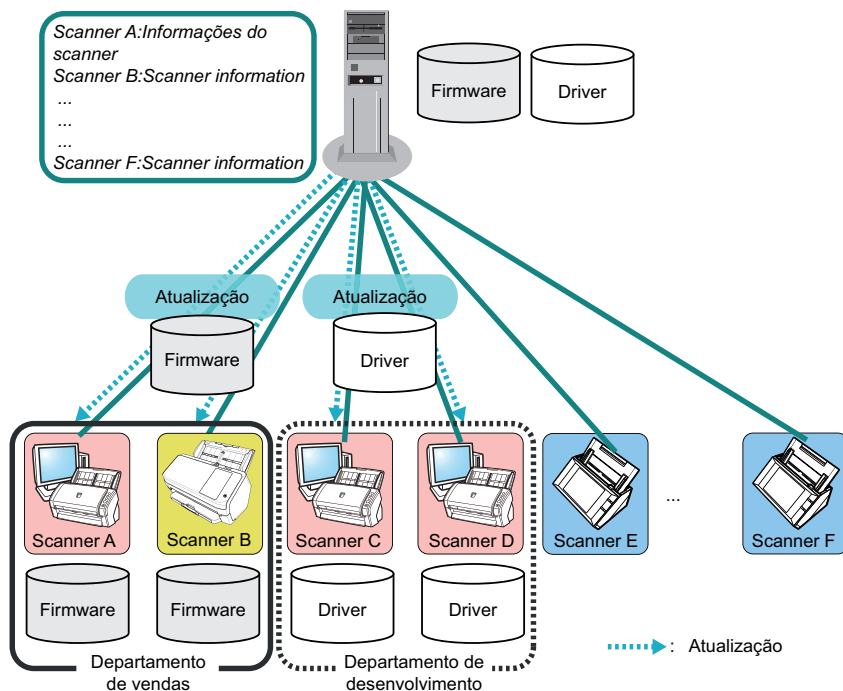 Scanner A:Informações do
scanner
Scanner B:Scanner information
...
...
...
Scanner F:Scanner information
Firmware
Driver
Atualização
Atualização
Firmware
Driver
Scanner A
Scanner B
Scanner C
Scanner D
Scanner E
...
Scanner F
Firmware
Firmware
Driver
Driver
Departamento
de vendas
Departamento de
desenvolvimento
: Atualização